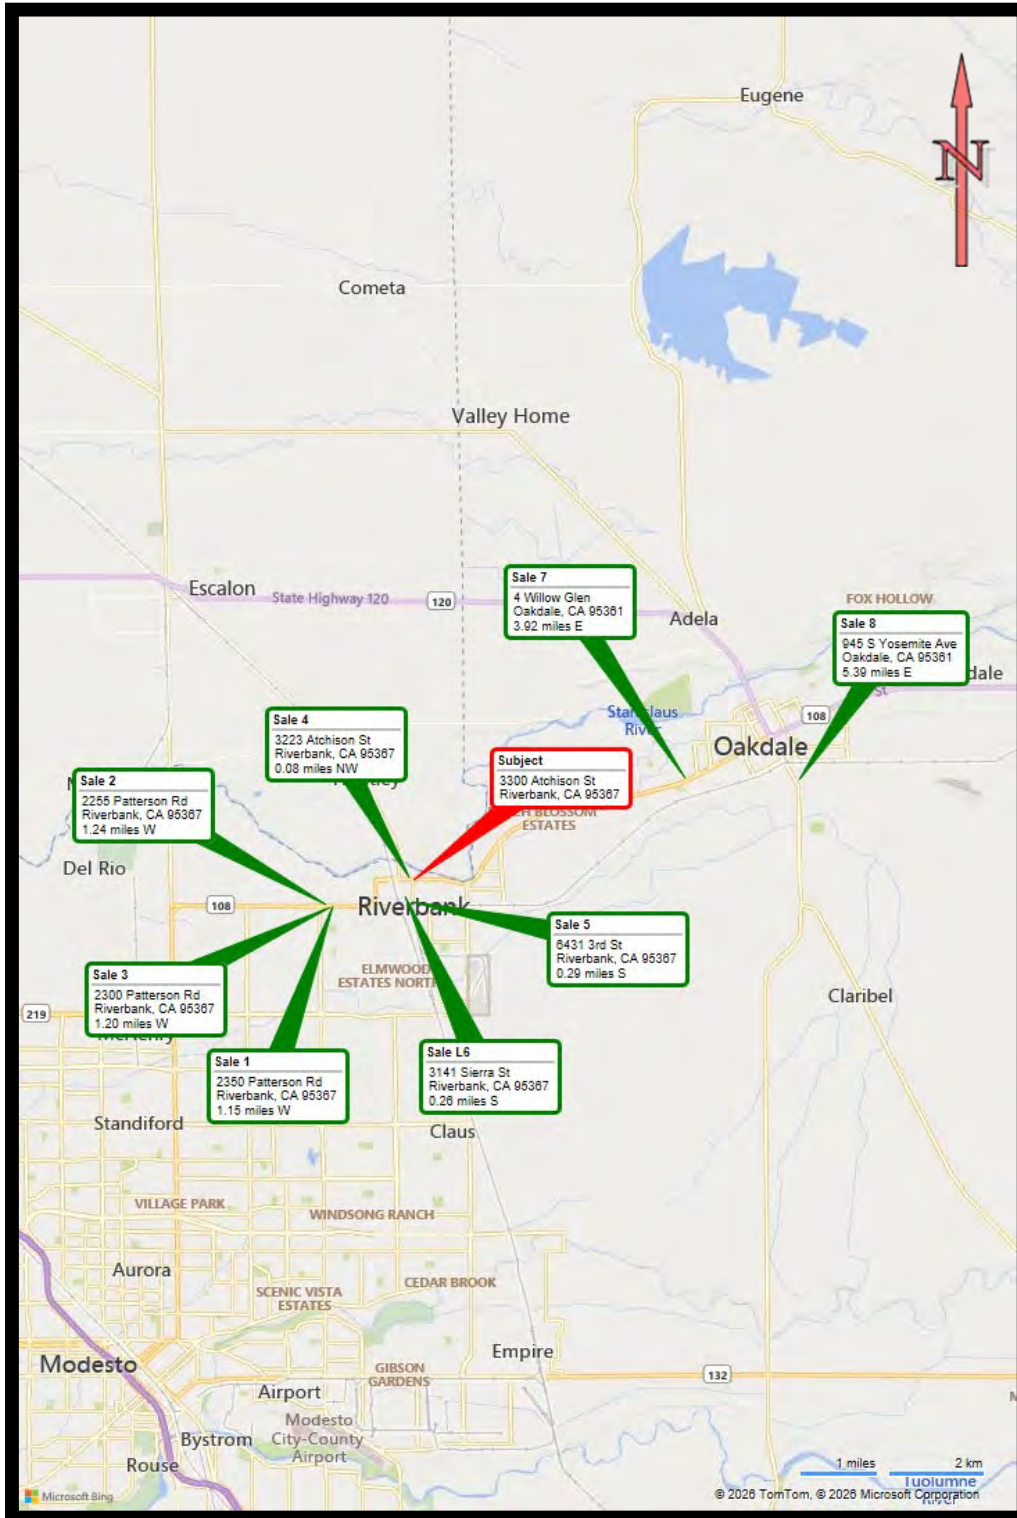 Eugene
N
Cometa
Valley Home
Escalon
State Highway 120
120
Sale 7
4 Willow Glen
Oakdale, CA 95361
3.92 miles E
Adela
FOX HOLLOW
Sale 8
945 S Yosemite Ave
Oakdale, CA 95361
5.39 miles E
dale
St
108
Stanislaus
River
Oakdale
Sale 4
3223 Atchison St
Riverbank, CA 95367
0.08 miles NW
Subject
3300 Atchison St
Riverbank, CA 95367
CH BLOSSOM
ESTATES
Sale 2
2255 Patterson Rd
Riverbank, CA 95367
1.24 miles W
Del Rio
108
Riverbank
Sale 5
6431 3rd St
Riverbank, CA 95367
0.29 miles S
ELMWOOD
ESTATES NORTH
Sale 3
2300 Patterson Rd
Riverbank, CA 95367
1.20 miles W
McHenry
219
Claribel
Sale 1
2350 Patterson Rd
Riverbank, CA 95367
1.15 miles W
Sale L6
3141 Sierra St
Riverbank, CA 95367
0.26 miles S
Standiford
Claus
VILLAGE PARK
WINDSONG RANCH
Aurora
CEDAR BROOK
SCENIC VISTA
ESTATES
Modesto
Empire
GIBSON
GARDENS
132
Airport
Modesto
City-County
Airport
Bystrom
Rouse
1 miles
2 km
Tuolumne
River
Microsoft Bing
© 2026 TomTom, © 2026 Microsoft Corporation